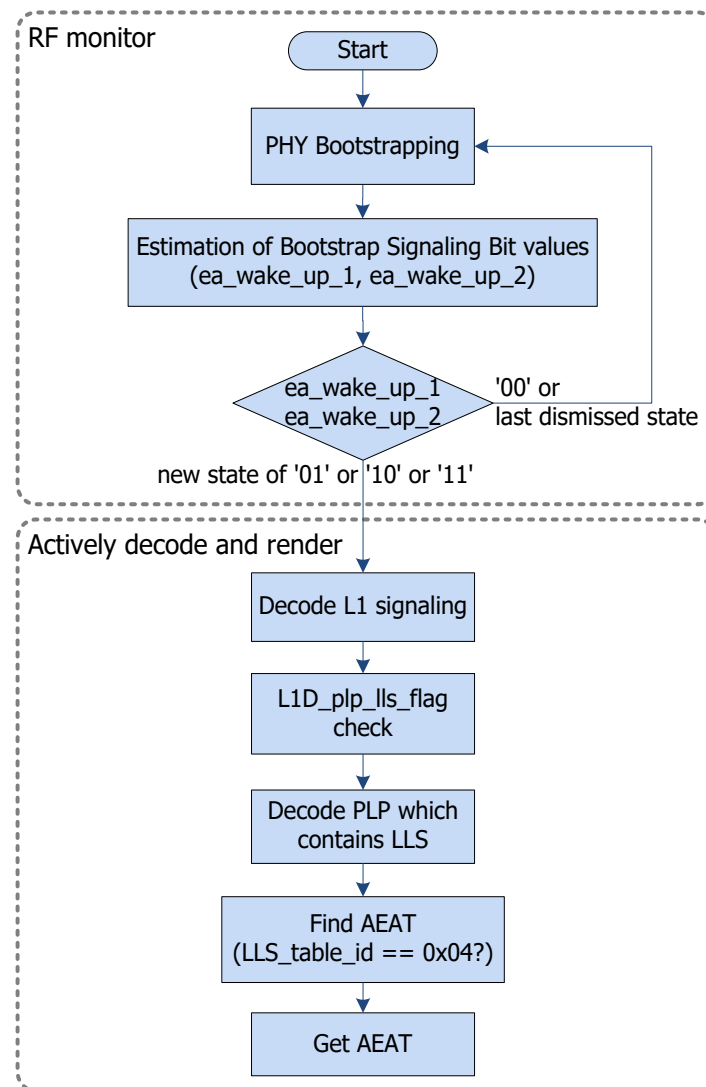 RF monitor
Start
PHY Bootstrapping
Estimation of Bootstrap Signaling Bit values
(ea_wake_up_1, ea_wake_up_2)
ea_wake_up_1
ea_wake_up_2
'00' or
last dismissed state
new state of '01' or '10' or '11'
Actively decode and render
Decode L1 signaling
L1D_plp_lls_flag
check
Decode PLP which
contains LLS
Find AEAT
(LLS_table_id == 0x04?)
Get AEAT